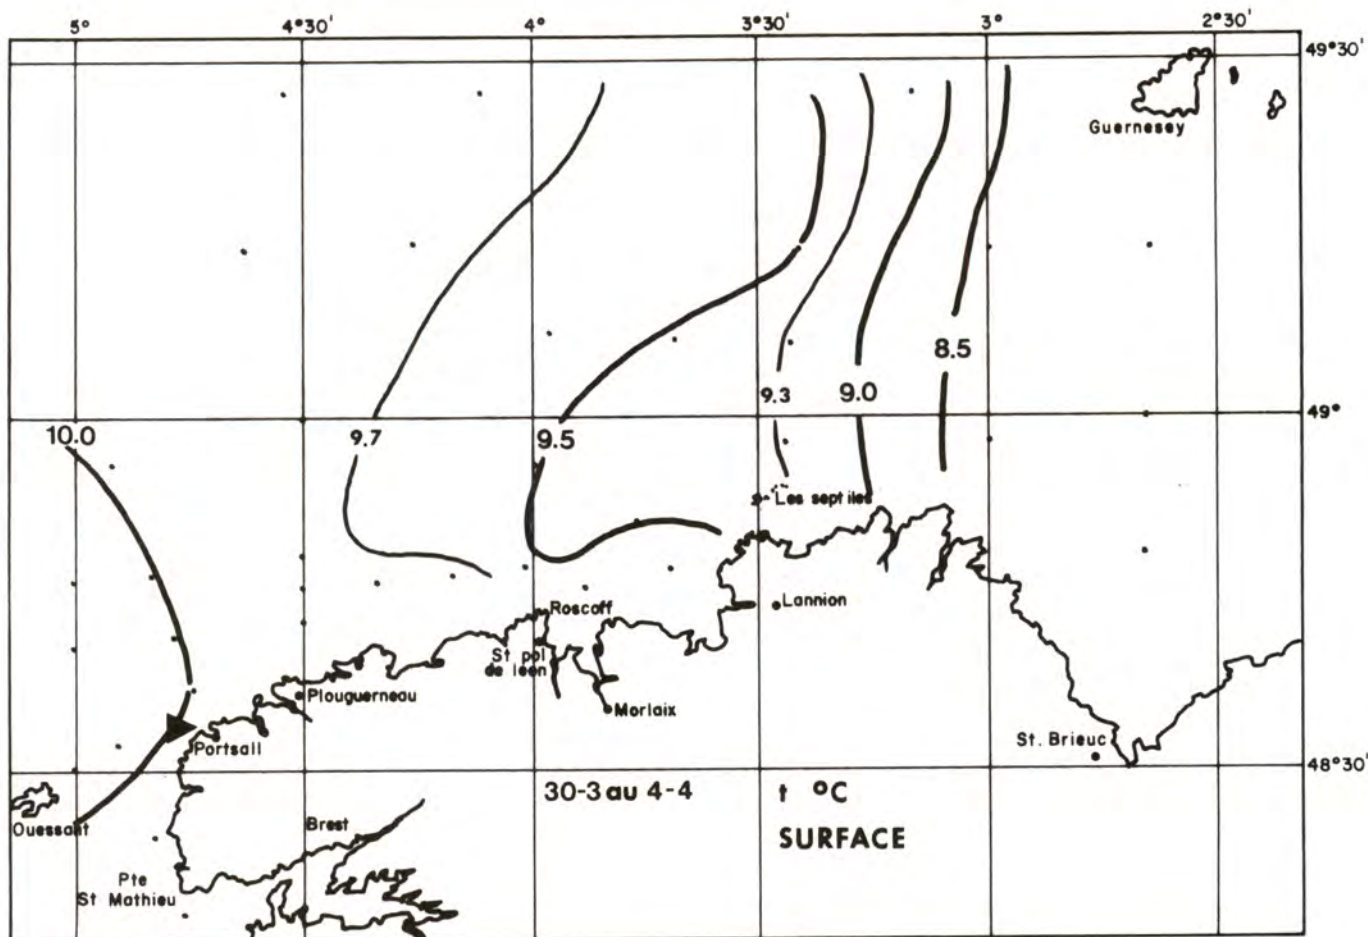 5° 4°30' 4° 3°30' 3° 2°30'
49°30'
Guernesey
8.5
9.3 9.0
49°
10.0 9.7 9.5
Les sept iles
Roscoff Lannion
St pol
de leon
Plouguerneau Morlaix
Portsall St. Brieuc
48°30'
30-3 au 4-4 t °C
Ouessant Brest SURFACE
Pte
St Mathieu